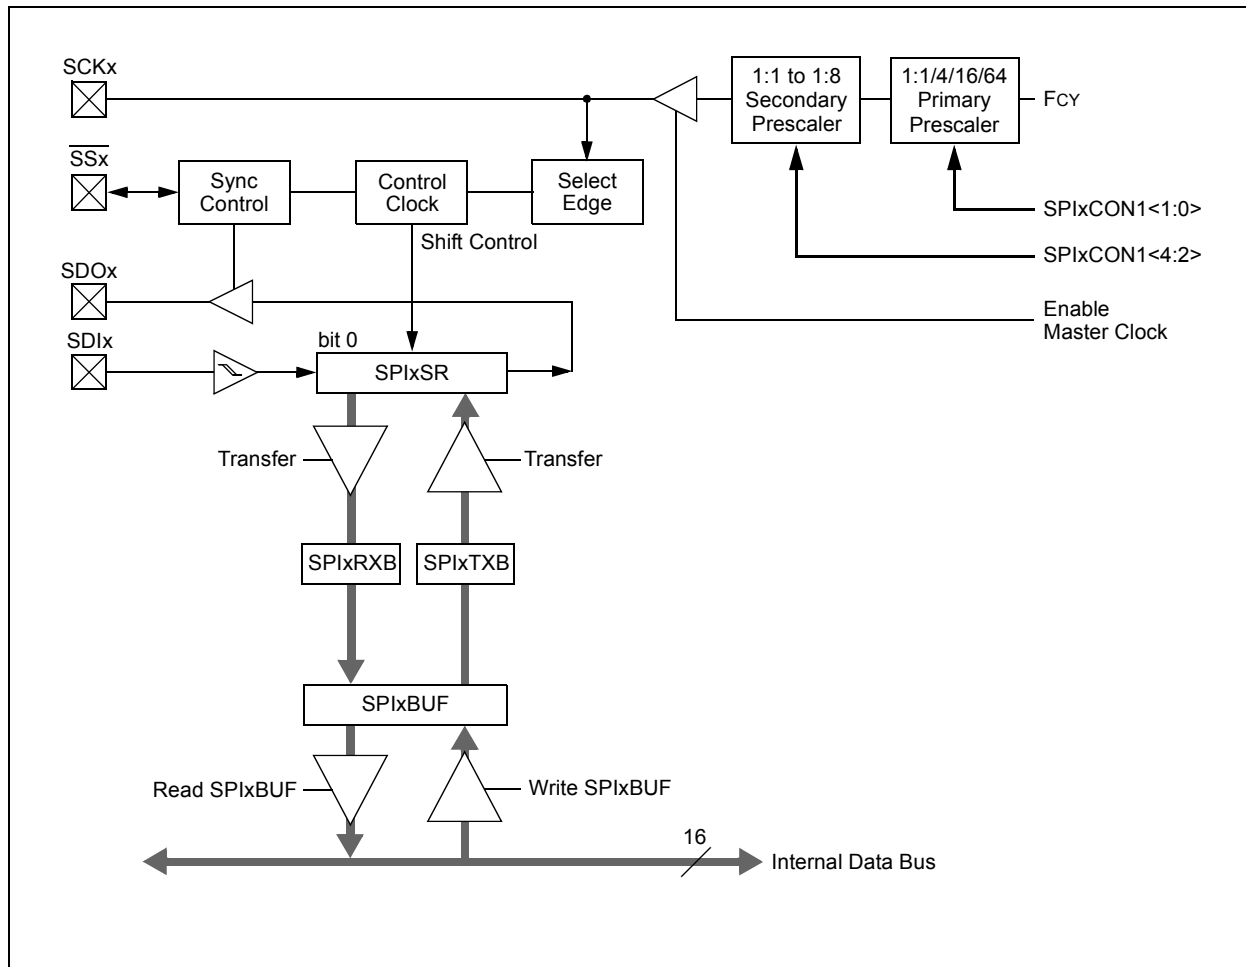 SCKx
1:1 to 1:8
Secondary
Prescaler
1:1/4/16/64
Primary
Prescaler
FCY
SSx
Sync
Control
Control
Clock
Select
Edge
SPIxCON1<1:0>
Shift Control
SPIxCON1<4:2>
SDOx
Enable
Master Clock
SDIx
bit 0
SPIxSR
Transfer
Transfer
SPIxRXB
SPIxTXB
SPIxBUF
Read SPIxBUF
Write SPIxBUF
16
Internal Data Bus